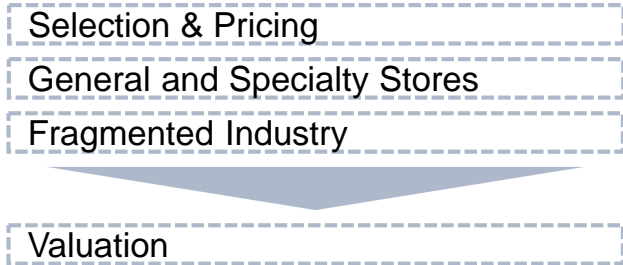 Selection & Pricing
General and Specialty Stores
Fragmented Industry
Valuation